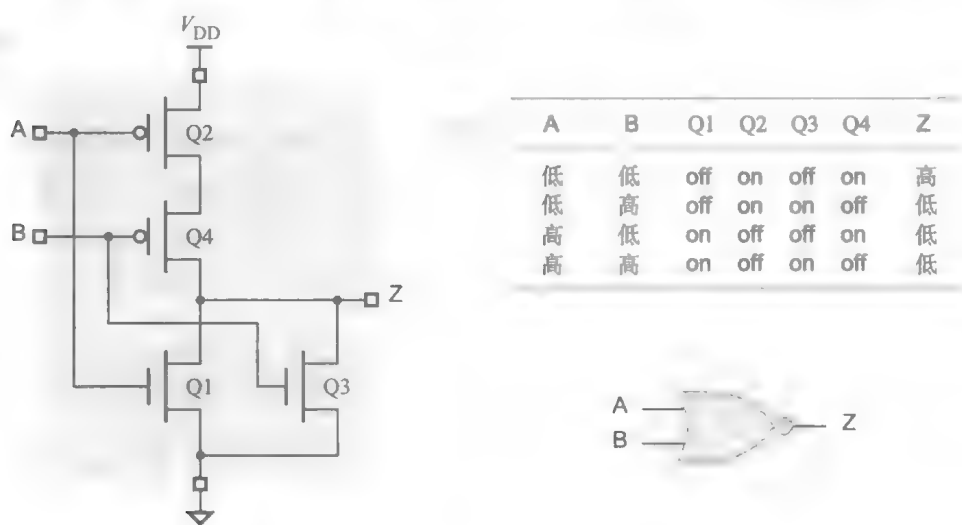 V_DD
A
Q2
B
Q4
Z
Q1
Q3
A B Q1 Q2 Q3 Q4 Z
低 低 off on off on 高
低 高 off on on off 低
高 低 on off off on 低
高 高 on off on off 低
A
B
Z